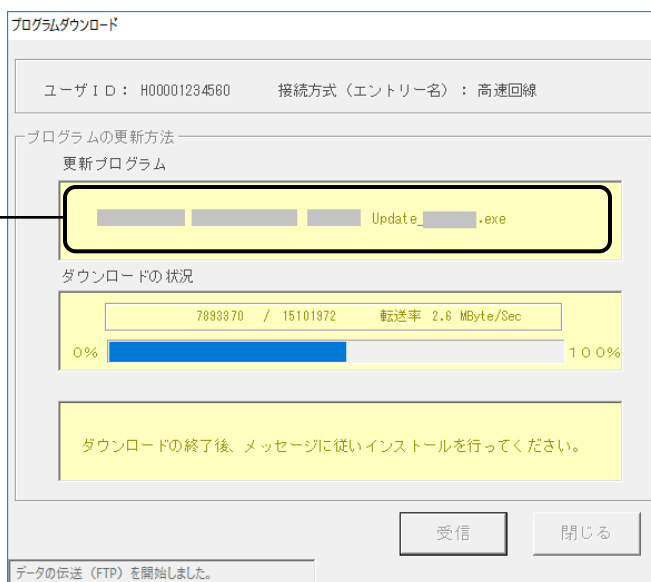 プログラムダウンロード
ユーザID: H00001234560 接続方式（エントリー名）: 高速回線
プログラムの更新方法
更新プログラム
Update_ .exe
ダウンロードの状況
7893370 / 15101972 転送率 2.6 MByte/Sec
0% 100%
ダウンロードの終了後、メッセージに従いインストールを行ってください。
受信 閉じる
データの伝送（FTP）を開始しました。